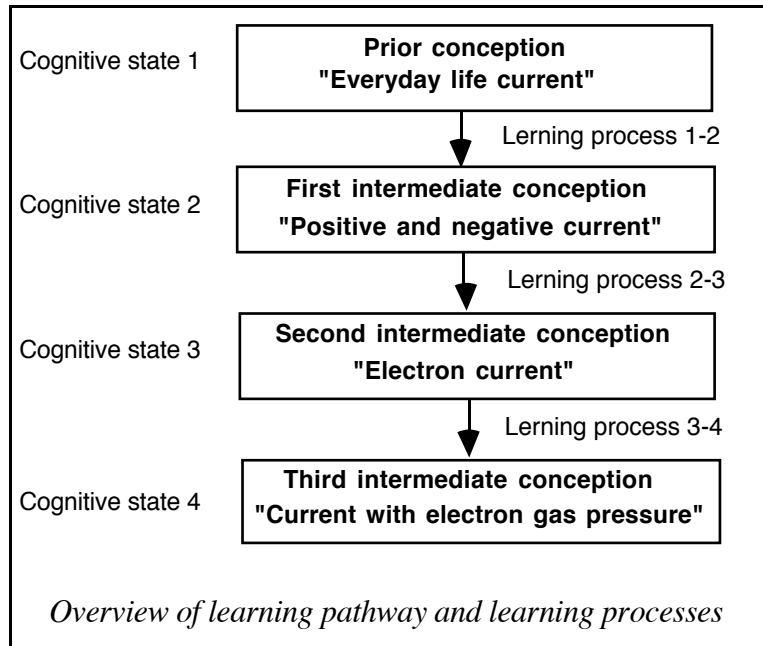 Cognitive state 1
Prior conception
"Everyday life current"
Lerning process 1-2
Cognitive state 2
First intermediate conception
"Positive and negative current"
Lerning process 2-3
Cognitive state 3
Second intermediate conception
"Electron current"
Lerning process 3-4
Cognitive state 4
Third intermediate conception
"Current with electron gas pressure"
Overview of learning pathway and learning processes